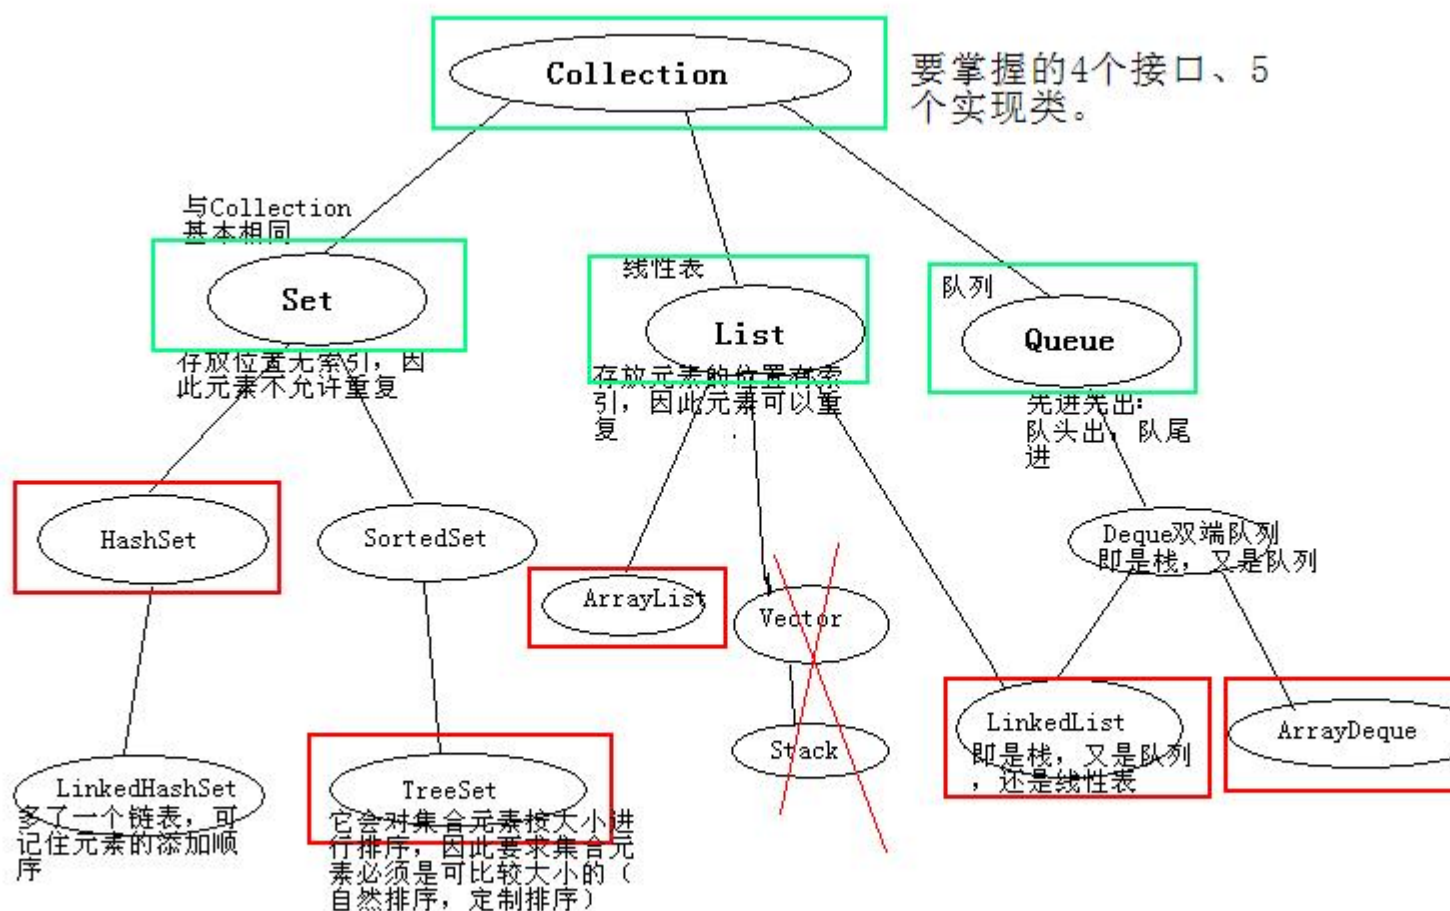 Collection
要掌握的4个接口、5
个实现类。
与Collection
基本相同
Set
存放位置无索引，因
此元素不允许重复
线性表
List
存放元素的位置有索
引，因此元素可以重
复
队列
Queue
先进先出：
队头出，队尾
进
HashSet
SortedSet
ArrayList
Vector
Stack
Deque双端队列
即是栈，又是队列
LinkedList
即是栈，又是队列
，还是线性表
ArrayDeque
LinkedHashSet
多了一个链表，可
记住元素的添加顺
序
TreeSet
它会对集合元素按大小进
行排序，因此要求集合元
素必须是可比较大小的（
自然排序，定制排序）